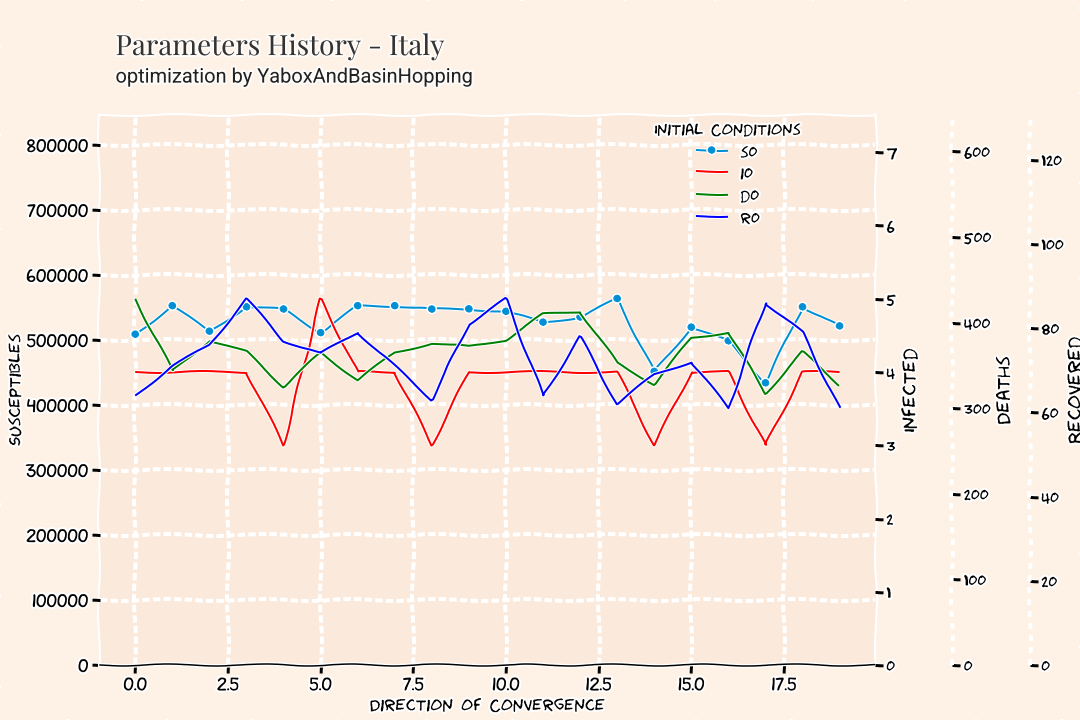 Parameters History - Italy
optimization by YaboxAndBasinHopping
INITIAL CONDITIONS
S0
I0
D0
R0
800000
700000
600000
500000
400000
300000
200000
100000
0
SUSCEPTIBLES
0.0 2.5 5.0 7.5 10.0 12.5 15.0 17.5
DIRECTION OF CONVERGENCE
7
6
5
4
3
2
1
0
INFECTED
600
500
400
300
200
100
0
DEATHS
120
100
80
60
40
20
0
RECOVERED